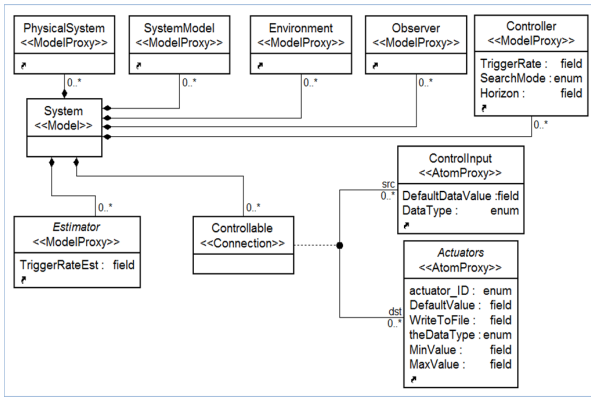 PhysicalSystem
<<ModelProxy>>
0..*
SystemModel
<<ModelProxy>>
0..*
Environment
<<ModelProxy>>
0..*
Observer
<<ModelProxy>>
0..*
Controller
<<ModelProxy>>
TriggerRate : field
SearchMode : enum
Horizon : field
0..*
System
<<Model>>
0..*
Estimator
<<ModelProxy>>
TriggerRateEst : field
0..*
Controllable
<<Connection>>
src
0..*
ControlInput
<<AtomProxy>>
DefaultDataValue :field
DataType : enum
dst
0..*
Actuators
<<AtomProxy>>
actuator_ID : enum
DefaultValue : field
WriteToFile : field
theDataType : enum
MinValue : field
MaxValue : field